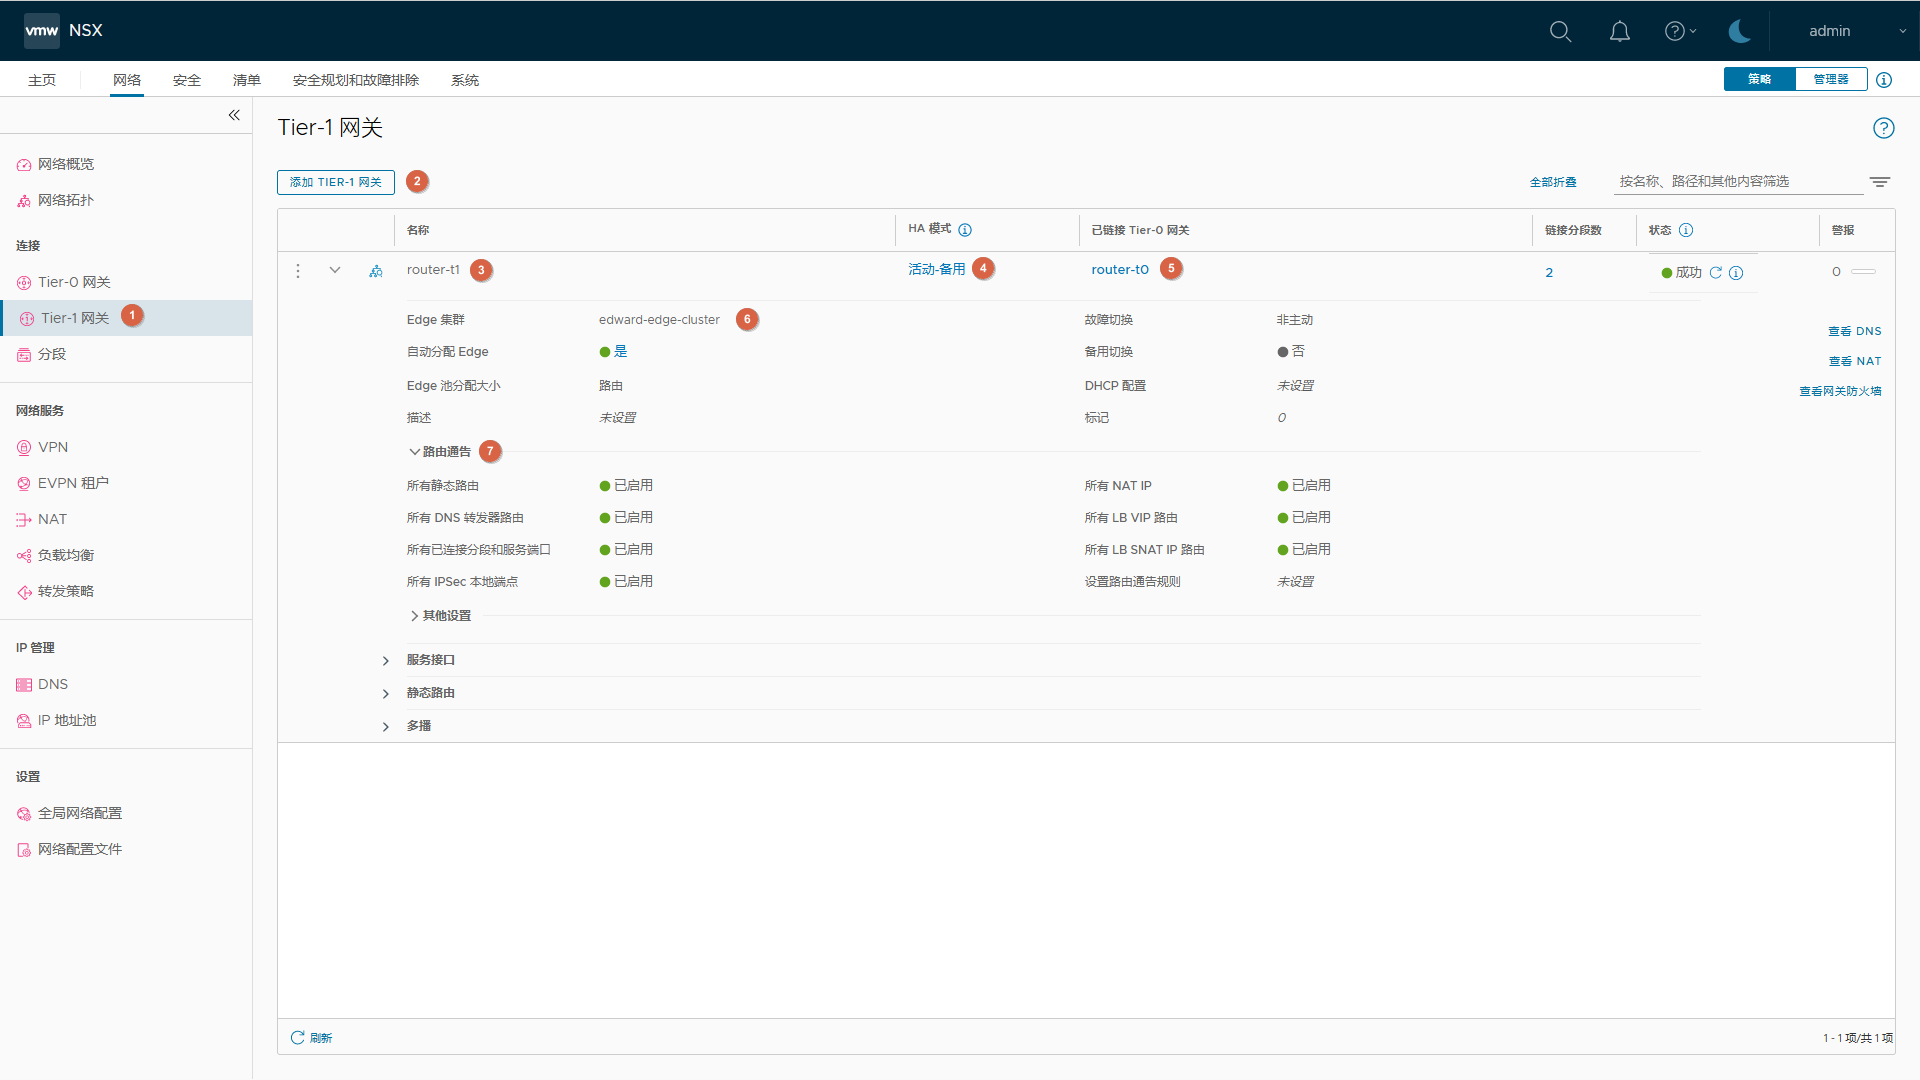 vmw NSX
admin
主页 网络 安全 清单 安全规划和故障排除 系统
策略 管理器
Tier-1 网关
添加 TIER-1 网关 2
全部折叠 按名称、路径和其他内容筛选
名称 HA 模式 已链接 Tier-0 网关 链接分段数 状态 警报
router-t1 3 活动-备用 4 router-t0 5 2 成功 0
Edge 集群 edward-edge-cluster 6 故障切换 非主动
自动分配 Edge 是 备用切换 否
Edge 池分配大小 路由 DHCP 配置 未设置
描述 未设置 标记 0
查看 DNS
查看 NAT
查看网关防火墙
路由通告 7
所有静态路由 已启用 所有 NAT IP 已启用
所有 DNS 转发器路由 已启用 所有 LB VIP 路由 已启用
所有已连接分段和服务端口 已启用 所有 LB SNAT IP 路由 已启用
所有 IPSec 本地端点 已启用 设置路由通告规则 未设置
其他设置
服务接口
静态路由
多播
刷新 1 - 1 项/共 1 项
网络概览
网络拓扑
连接
Tier-0 网关
Tier-1 网关 1
分段
网络服务
VPN
EVPN 租户
NAT
负载均衡
转发策略
IP 管理
DNS
IP 地址池
设置
全局网络配置
网络配置文件